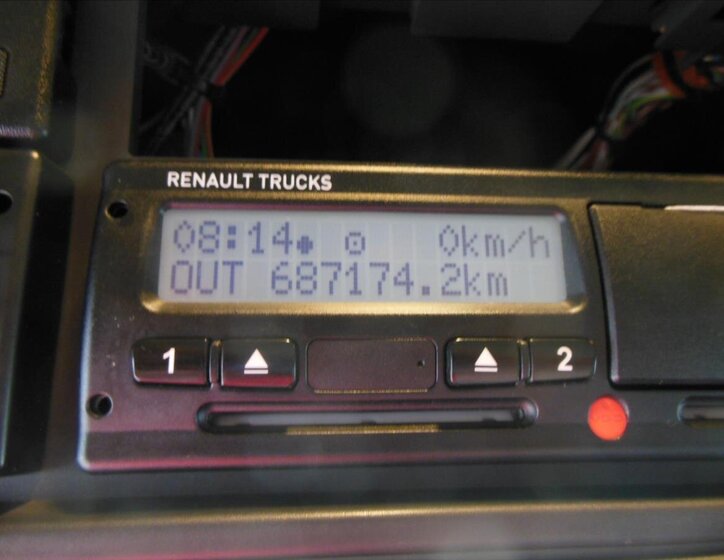 RENAULT TRUCKS
08:14 0km/h
OUT 687174.2km
1 2